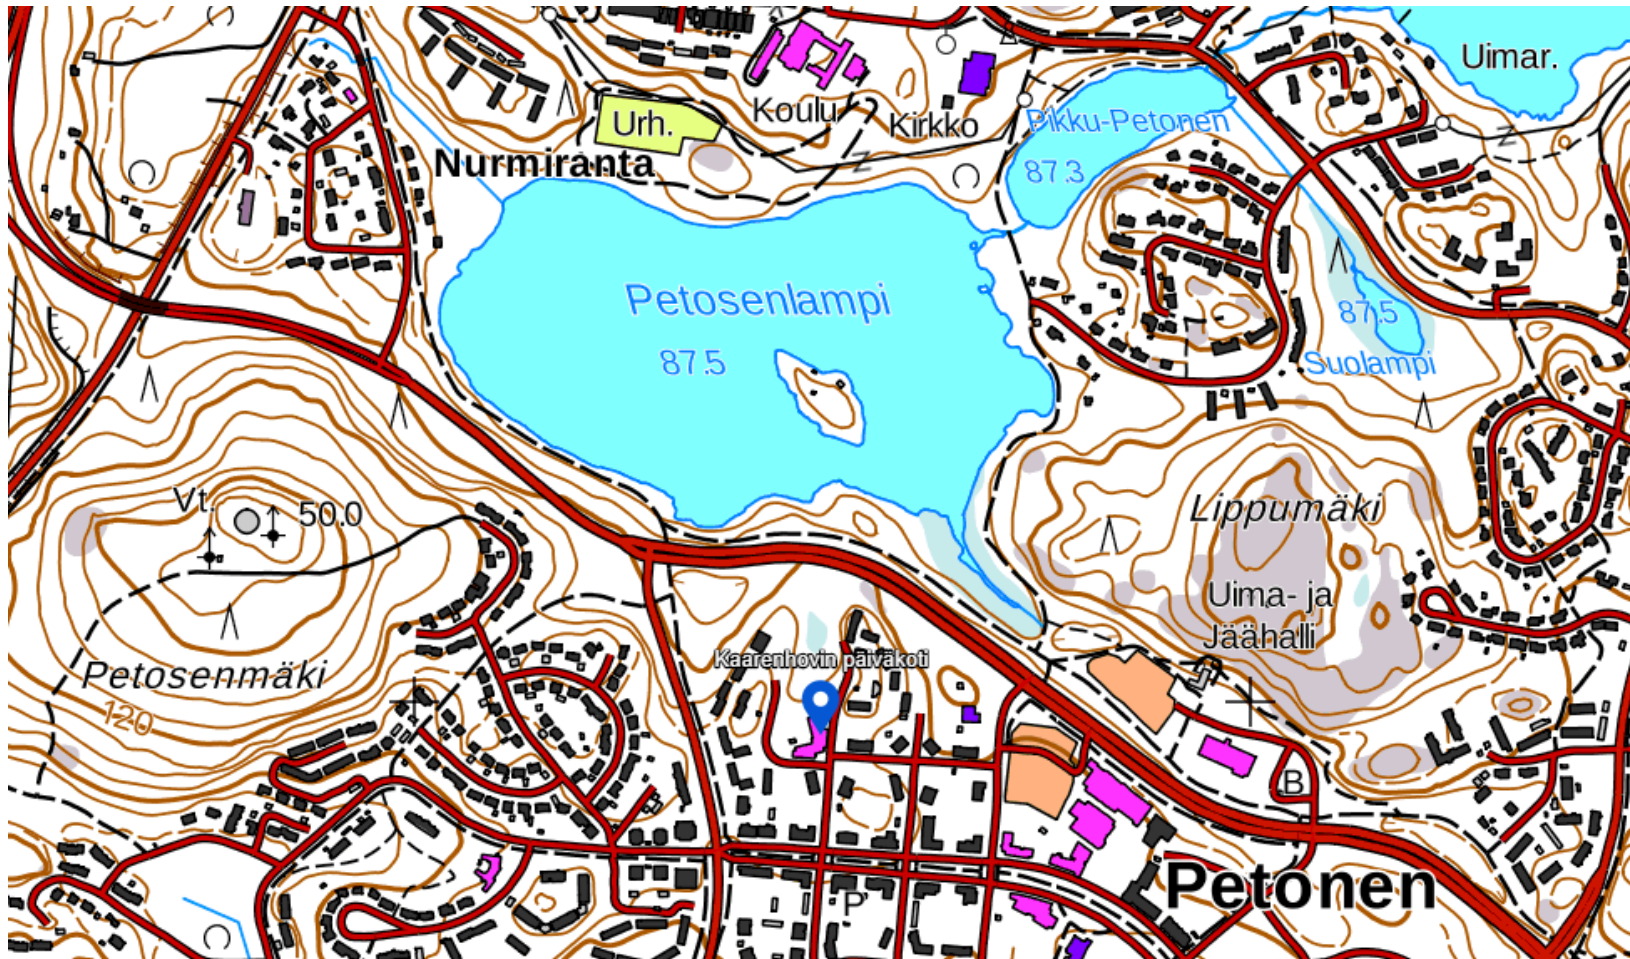 Uimar.
Koulu
Urh.
Kirkko
Pikku-Petonen
Z
Nurmiranta
Z
87.3
Petosenlampi
87.5
87.5
Suolampi
Vt.
50.0
Lippumäki
Uima- ja
Jäähalli
Kaarenhovin päiväkoti
Petosenmäki
120
B
Petonen
P